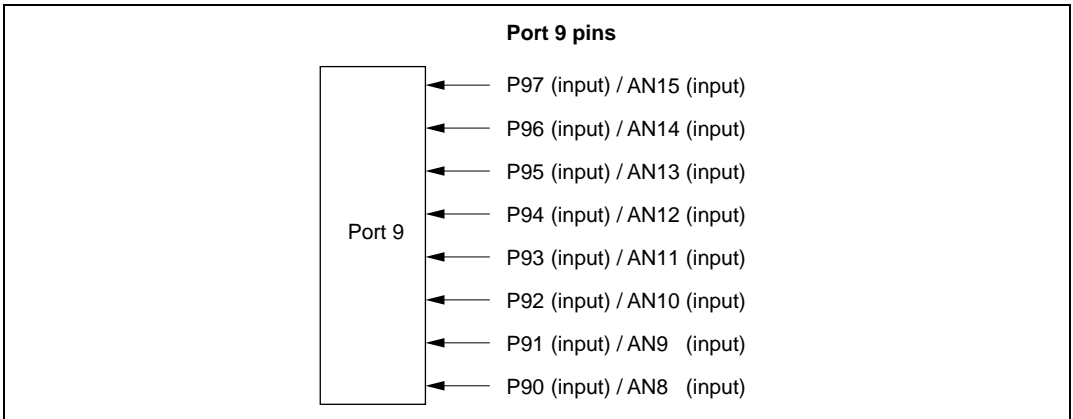 Port 9 pins
P97 (input) / AN15 (input)
P96 (input) / AN14 (input)
P95 (input) / AN13 (input)
P94 (input) / AN12 (input)
Port 9
P93 (input) / AN11 (input)
P92 (input) / AN10 (input)
P91 (input) / AN9 (input)
P90 (input) / AN8 (input)